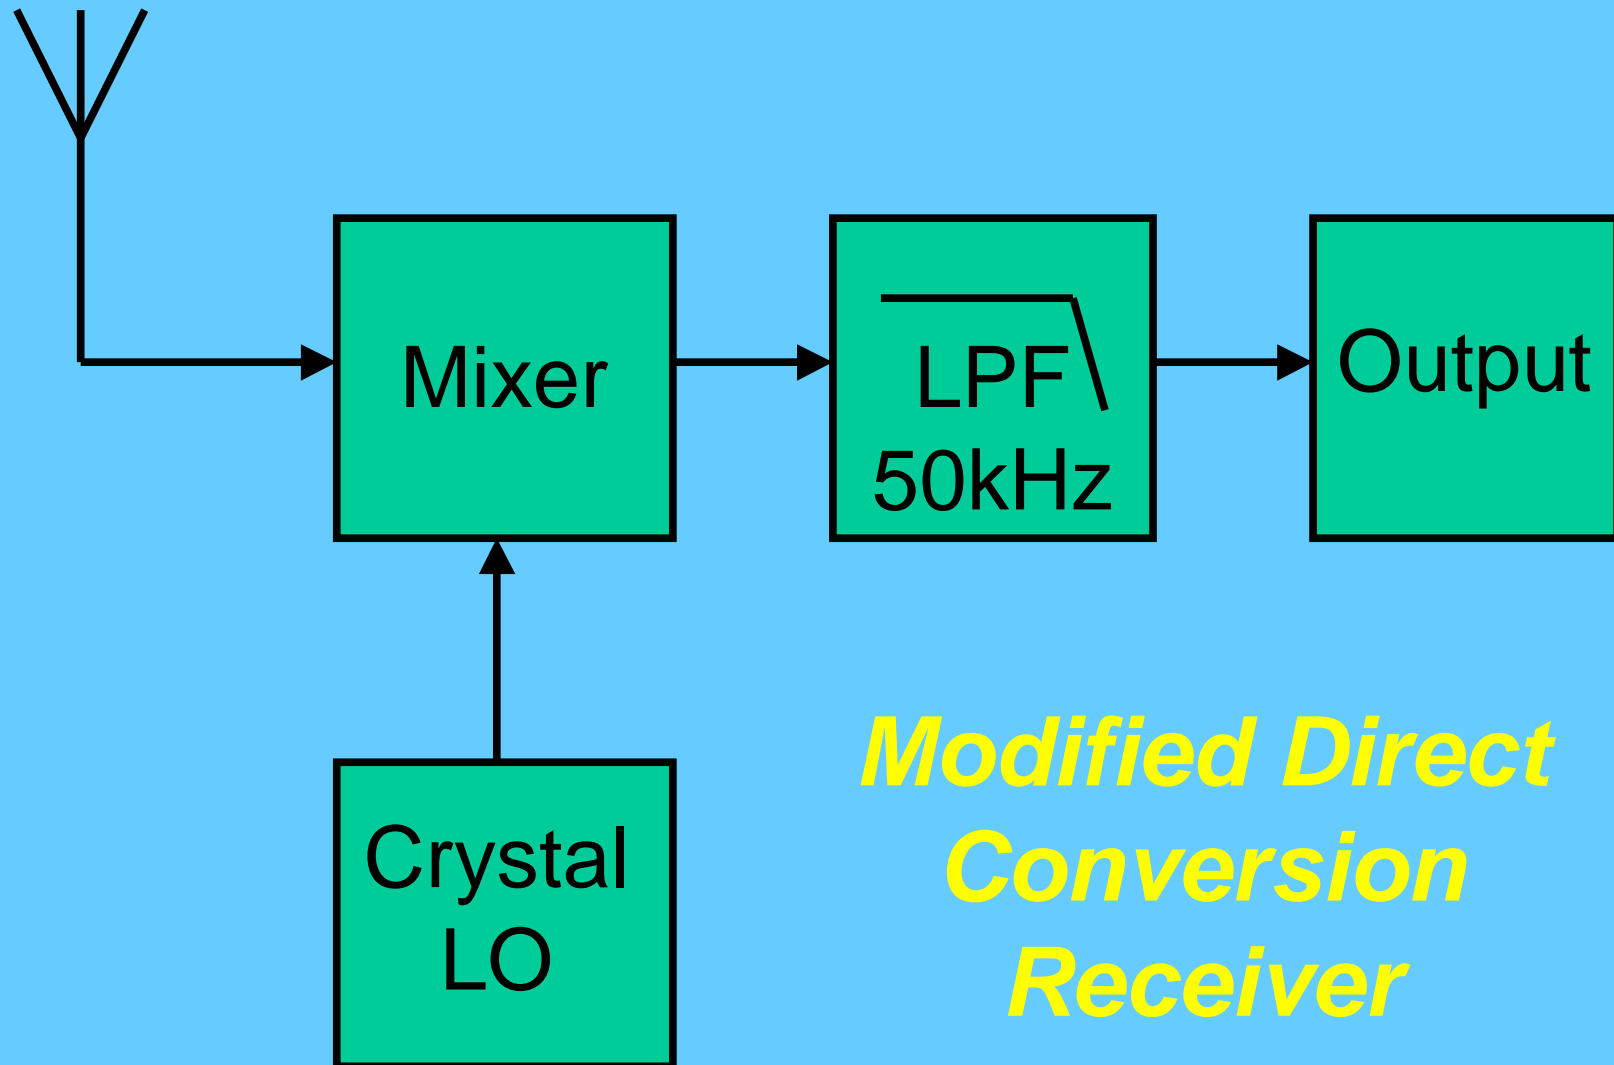 Mixer
LPF
50kHz
Output
Crystal
LO
Modified Direct
Conversion
Receiver